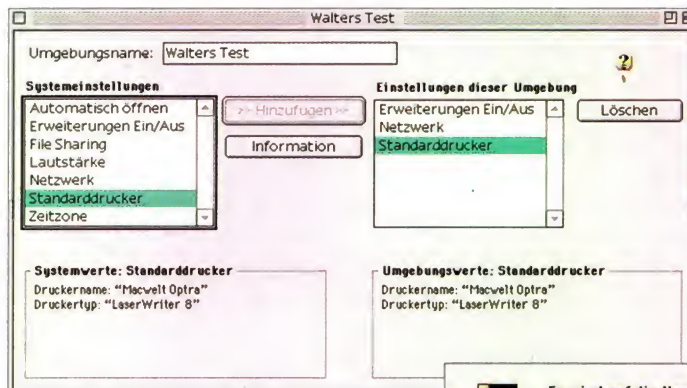 Walters Test
Umgebungsname: Walters Test
Systemeinstellungen
Automatisch öffnen
Erweiterungen Ein/Aus
File Sharing
Lautstärke
Netzwerk
Standarddrucker
Zeitzone
>> Hinzufügen >>
Information
Einstellungen dieser Umgebung
Erweiterungen Ein/Aus
Netzwerk
Standarddrucker
Löschen
Systemwerte: Standarddrucker
Druckername: "Macwelt Optra"
Druckertyp: "LaserWriter 8"
Umgebungswerte: Standarddrucker
Druckername: "Macwelt Optra"
Druckertyp: "LaserWriter 8"